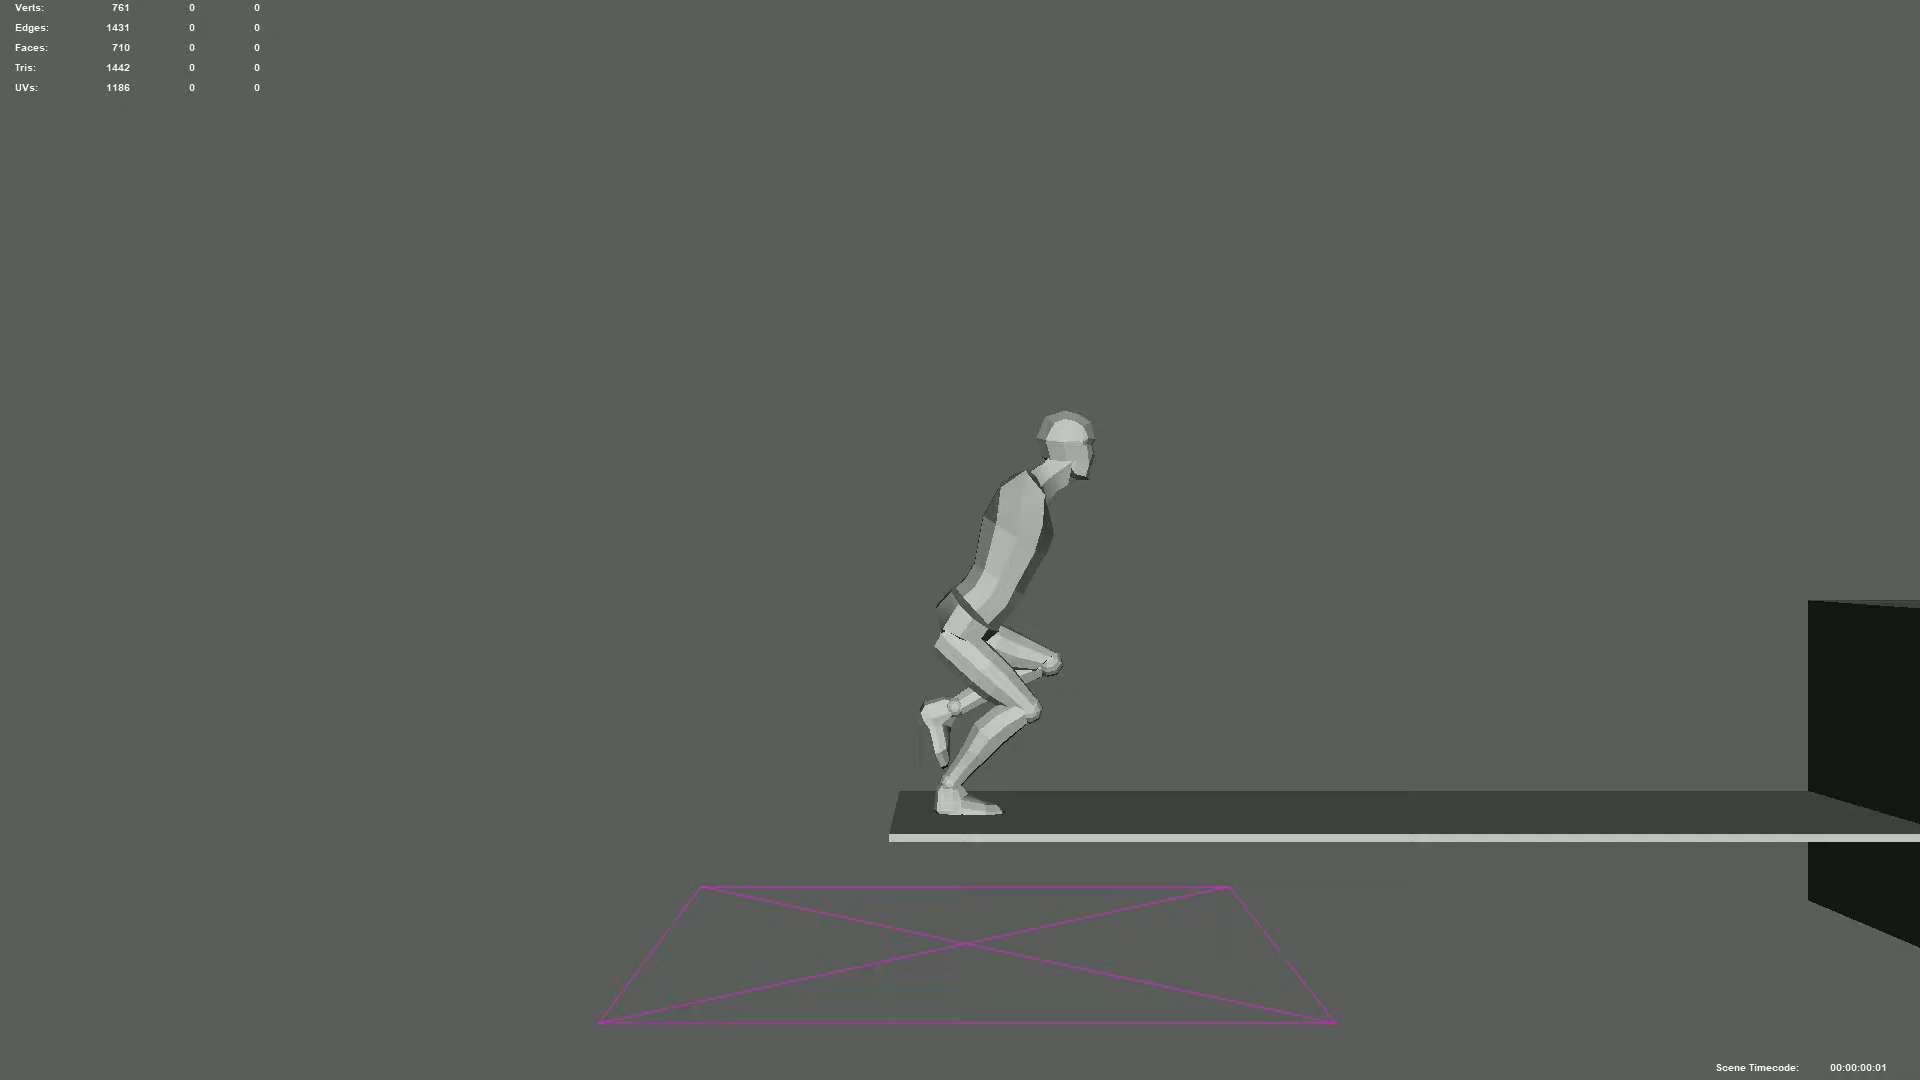 Verts: 761 0 0
Edges: 1431 0 0
Faces: 710 0 0
Tris: 1442 0 0
UVs: 1186 0 0
Scene Timecode: 00:00:00:01